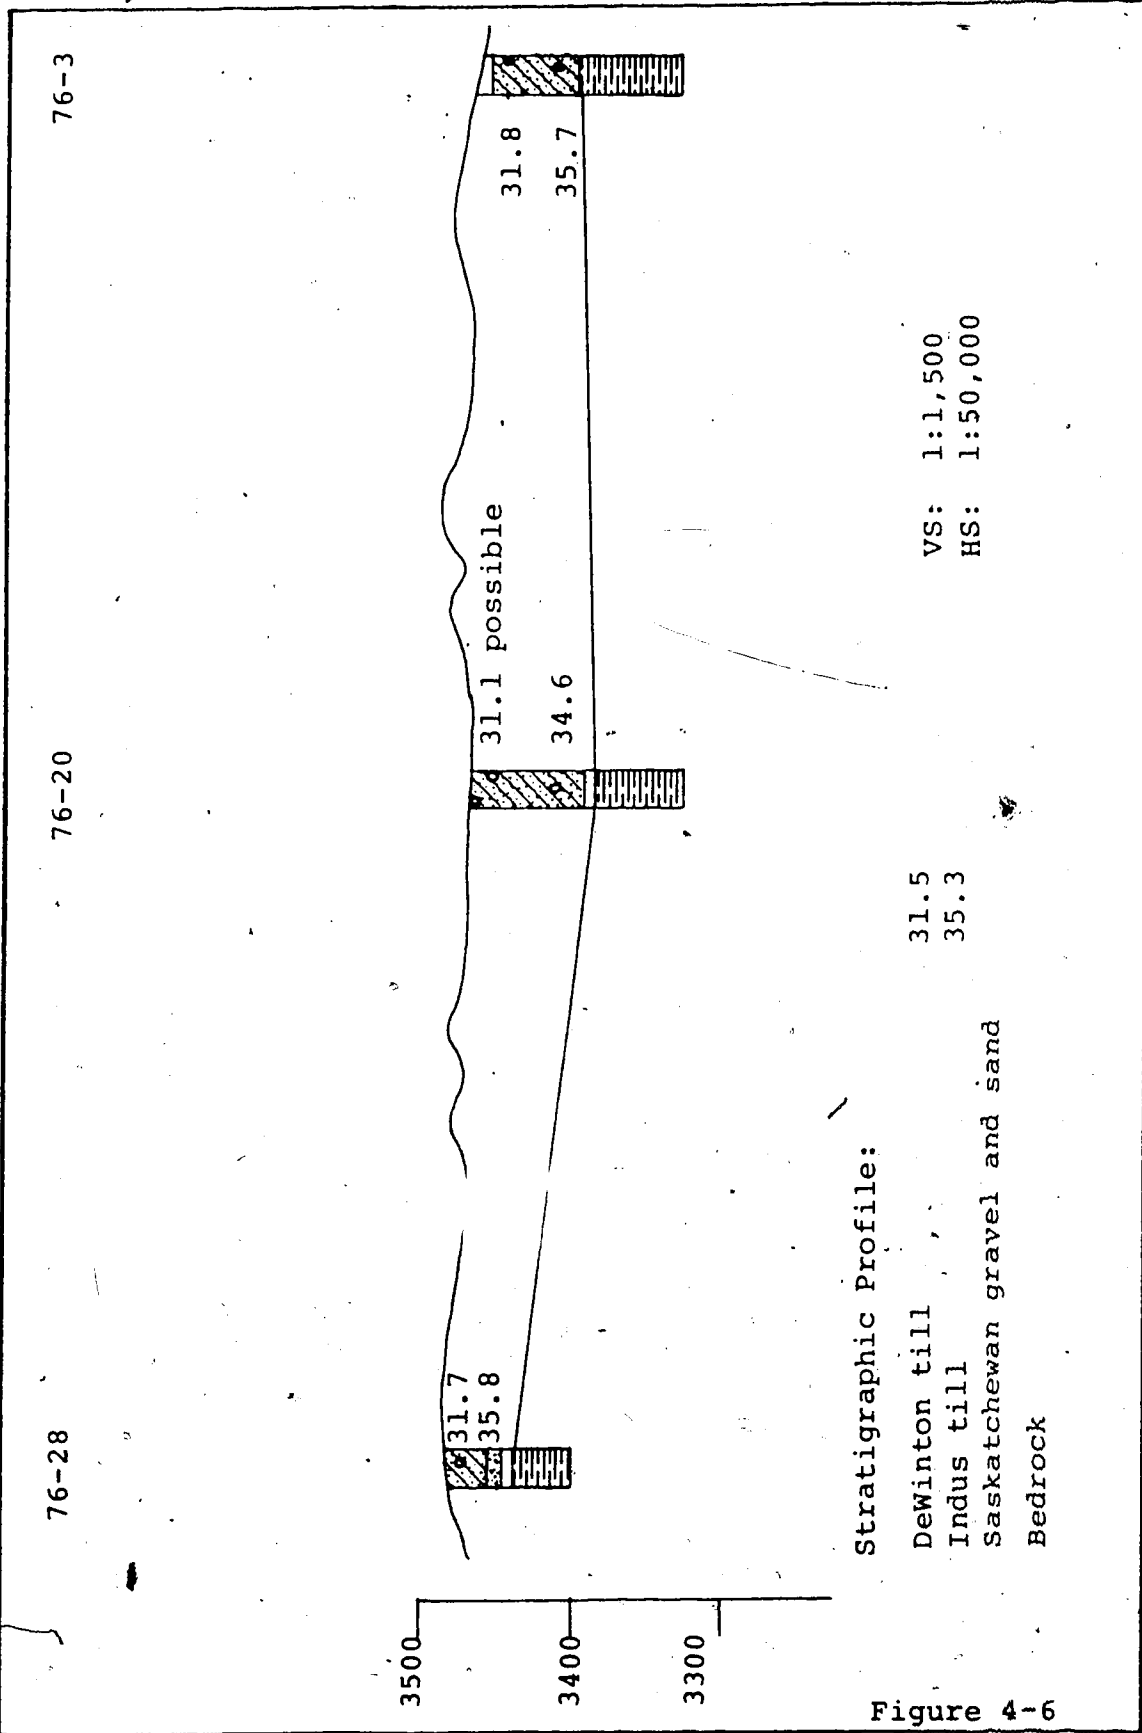 76-28
76-20
76-3
3500
3400
3300
31.7
35.8
31.1 possible
34.6
31.8
35.7
Stratigraphic Profile:
DeWinton till 31.5
Indus till 35.3
Saskatchewan gravel and sand
Bedrock
VS: 1:1,500
HS: 1:50,000
Figure 4-6